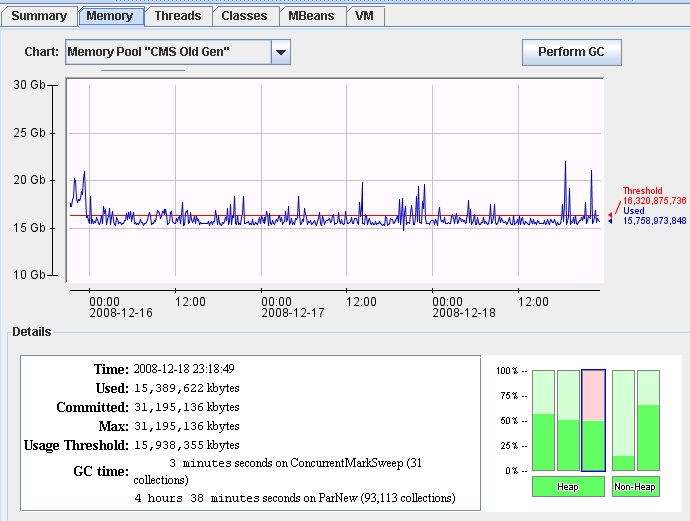 Summary Memory Threads Classes MBeans VM
Chart: Memory Pool "CMS Old Gen" Perform GC
30 Gb
25 Gb
20 Gb
15 Gb
10 Gb
Threshold
16,320,875,736
Used
15,758,973,848
00:00 12:00 00:00 12:00 00:00 12:00
2008-12-16 2008-12-17 2008-12-18
Details
Time: 2008-12-18 23:18:49
Used: 15,389,622 kbytes
Committed: 31,195,136 kbytes
Max: 31,195,136 kbytes
Usage Threshold: 15,938,355 kbytes
GC time: 3 minutes seconds on ConcurrentMarkSweep (31
collections)
4 hours 38 minutes seconds on ParNew (93,113 collections)
100% --
75% --
50% --
25% --
0% --
Heap Non-Heap